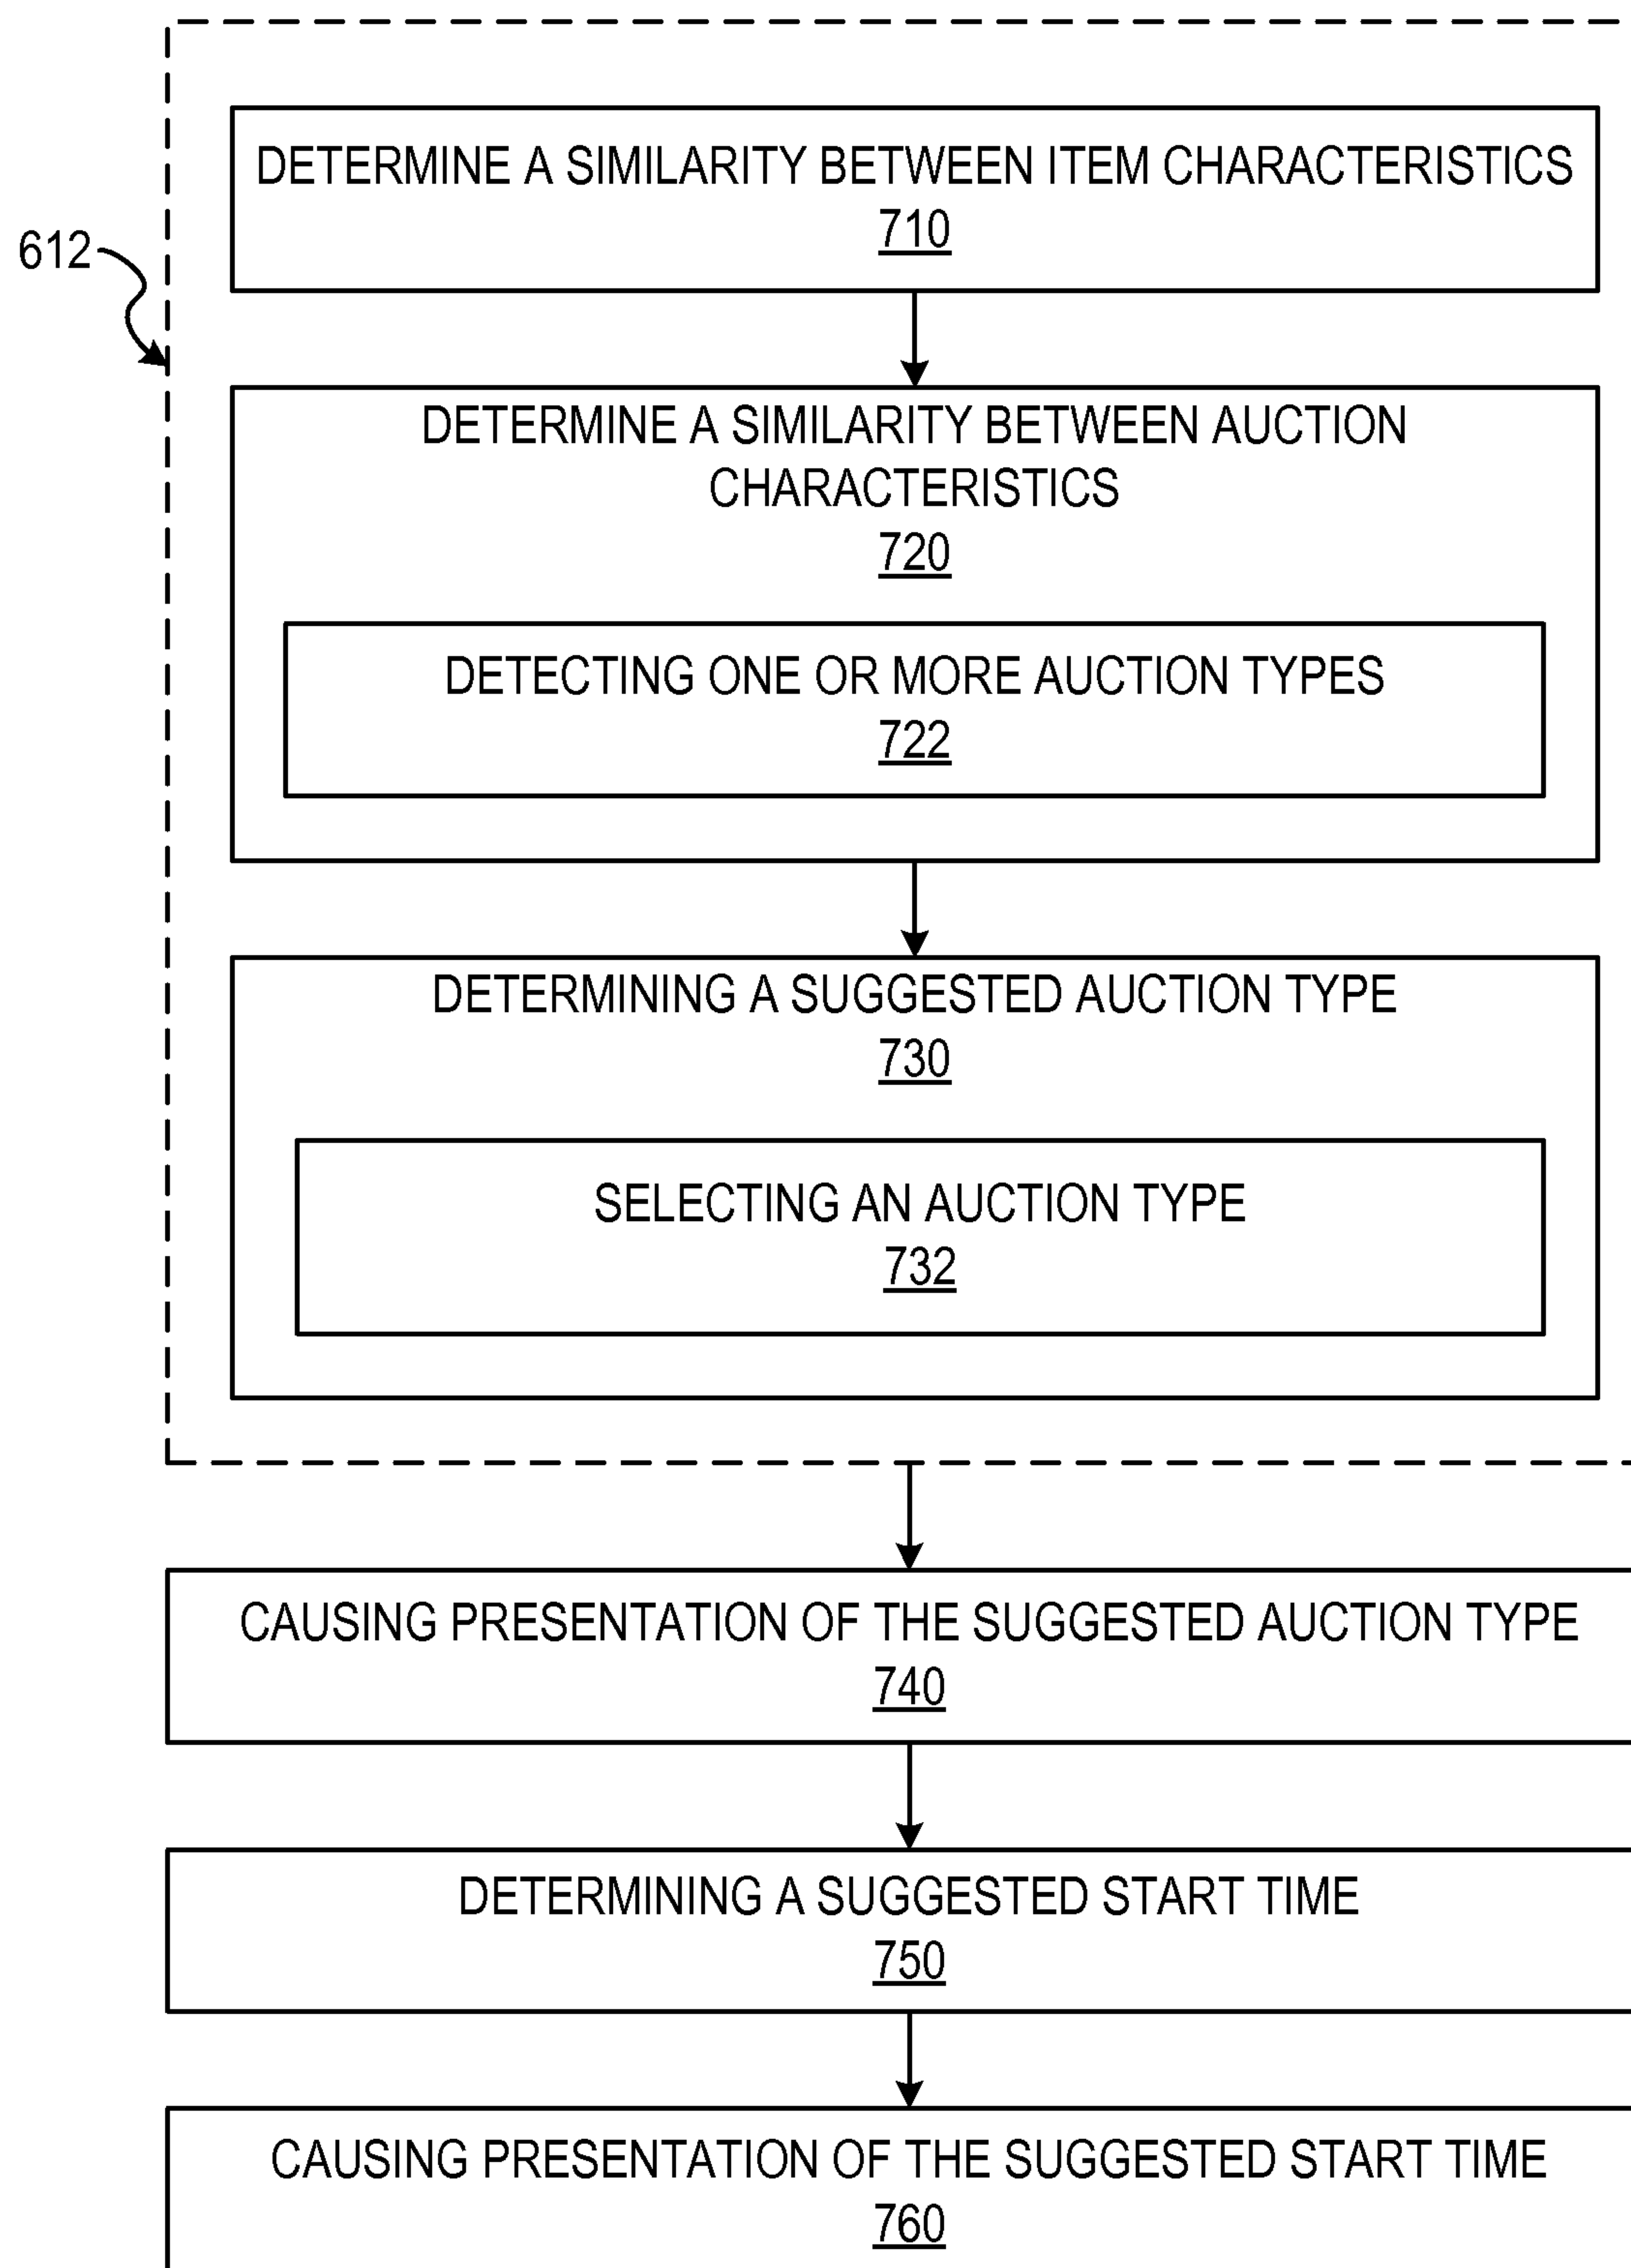 DETERMINE A SIMILARITY BETWEEN ITEM CHARACTERISTICS
710
612
DETERMINE A SIMILARITY BETWEEN AUCTION
CHARACTERISTICS
720
DETECTING ONE OR MORE AUCTION TYPES
722
DETERMINING A SUGGESTED AUCTION TYPE
730
SELECTING AN AUCTION TYPE
732
CAUSING PRESENTATION OF THE SUGGESTED AUCTION TYPE
740
DETERMINING A SUGGESTED START TIME
750
CAUSING PRESENTATION OF THE SUGGESTED START TIME
760